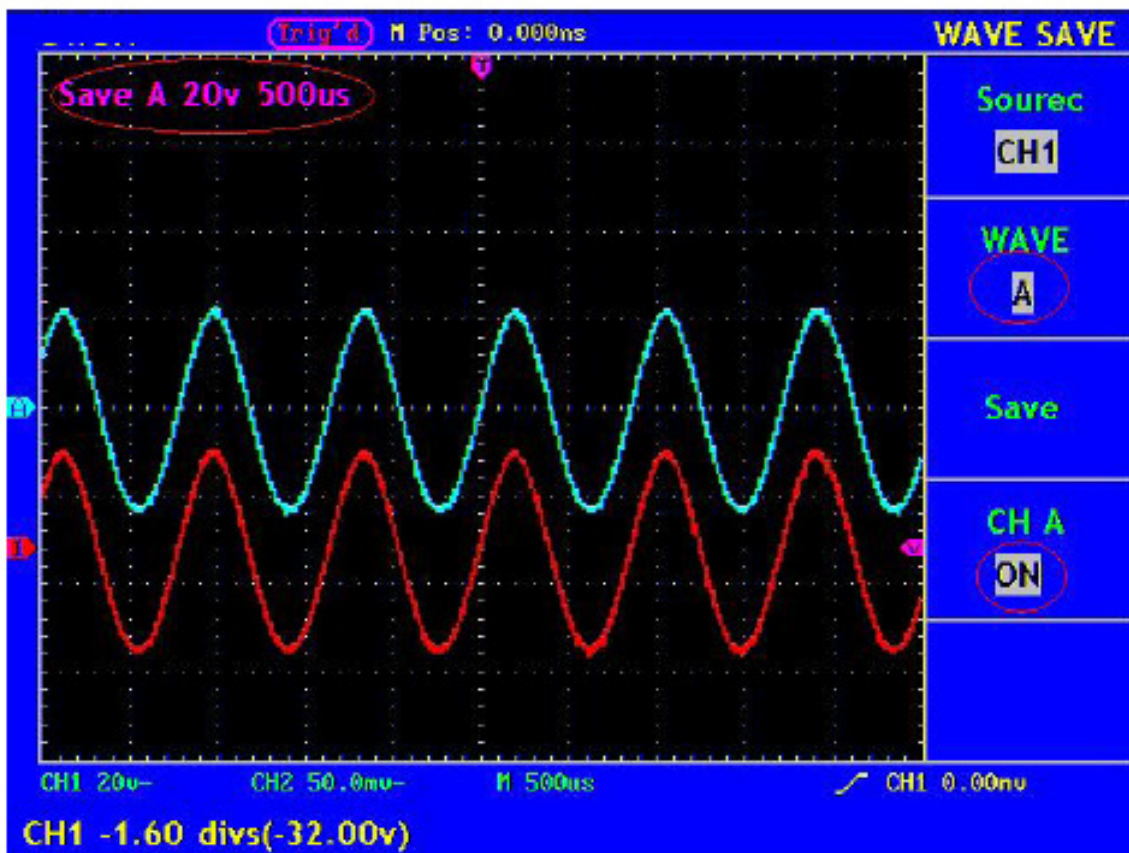 Trig'd M Pos: 0.000ns
WAVE SAVE
T
Save A 20v 500us
Sourec
CH1
WAVE
A
Save
CH A
ON
A
1
CH1 20v~ CH2 50.0mv~ M 500us CH1 0.00mv
CH1 -1.60 divs(-32.00v)